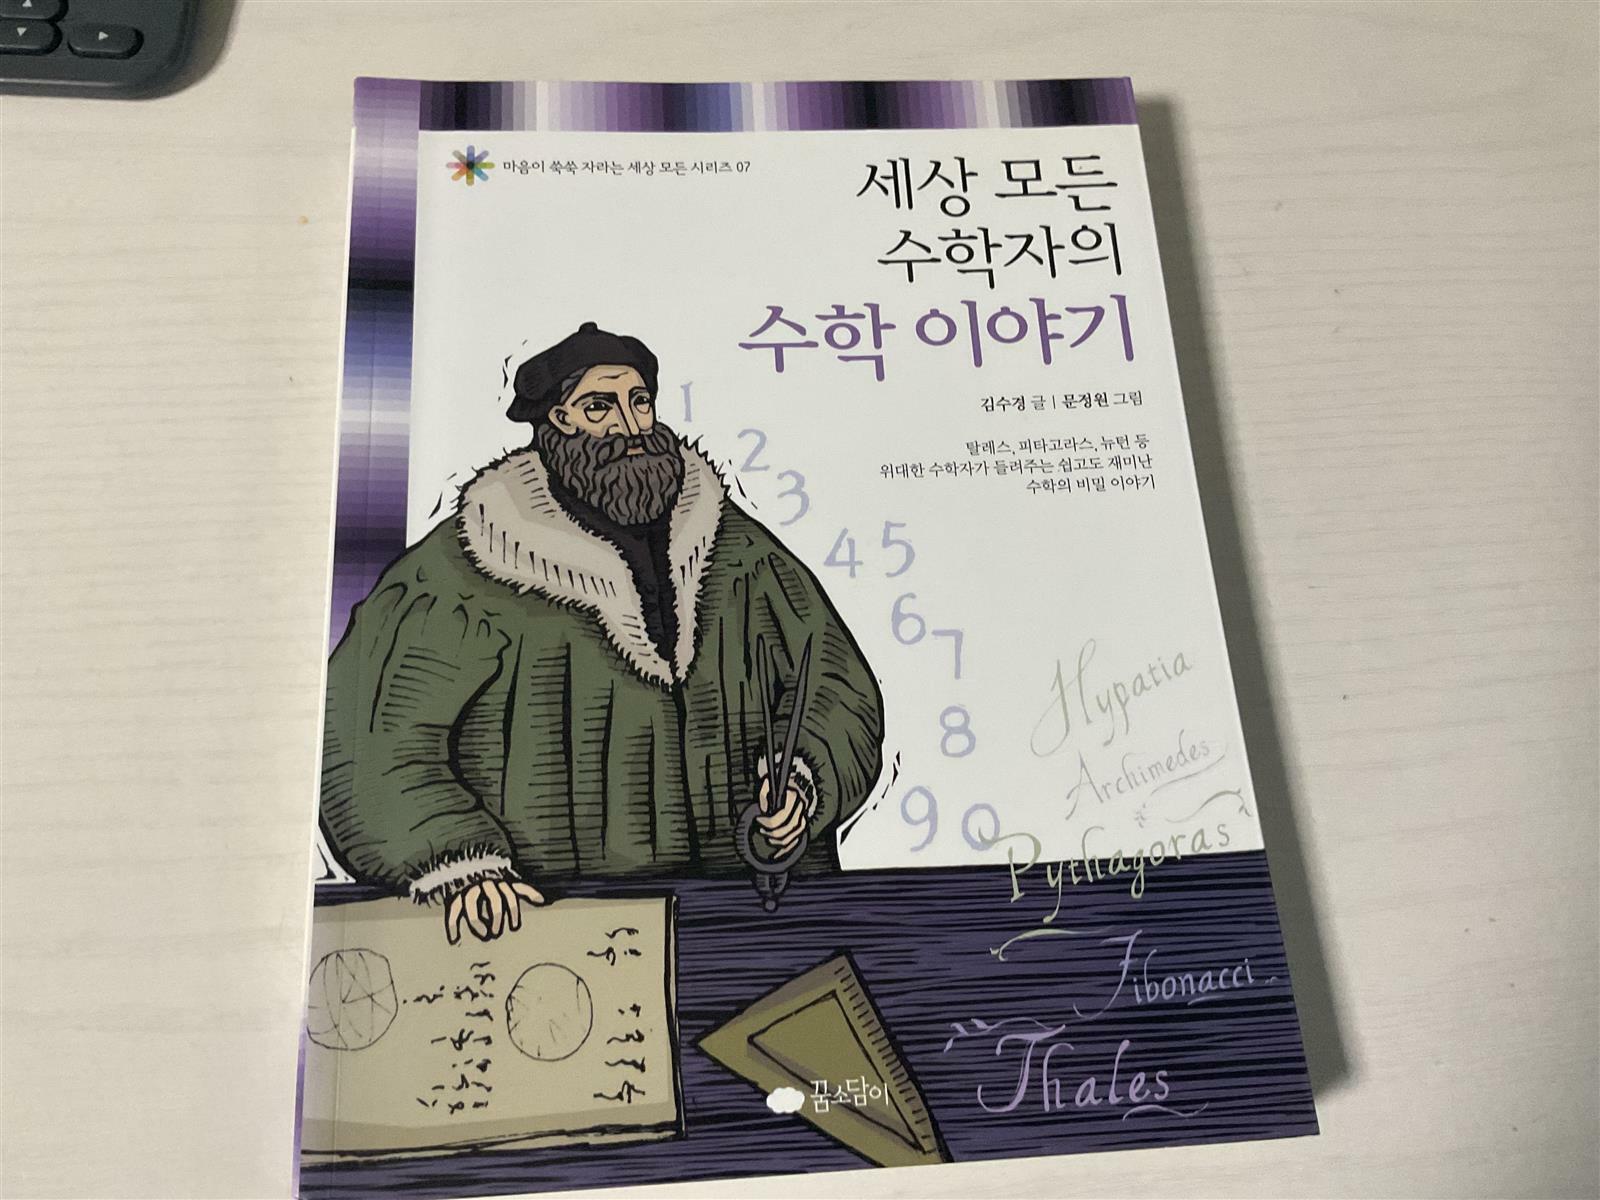 마음이 쑥쑥 자라는 세상 모든 시리즈 07
세상 모든
수학자의
수학 이야기
김수경 글 | 문정원 그림
탈레스, 피타고라스, 뉴턴 등
위대한 수학자가 들려주는 쉽고도 재미난
수학의 비밀 이야기
1
2
3
4 5
6
7
8
9 0
Hypatia
Archimedes
Pythagoras
Fibonacci
Thales
꿈소담이